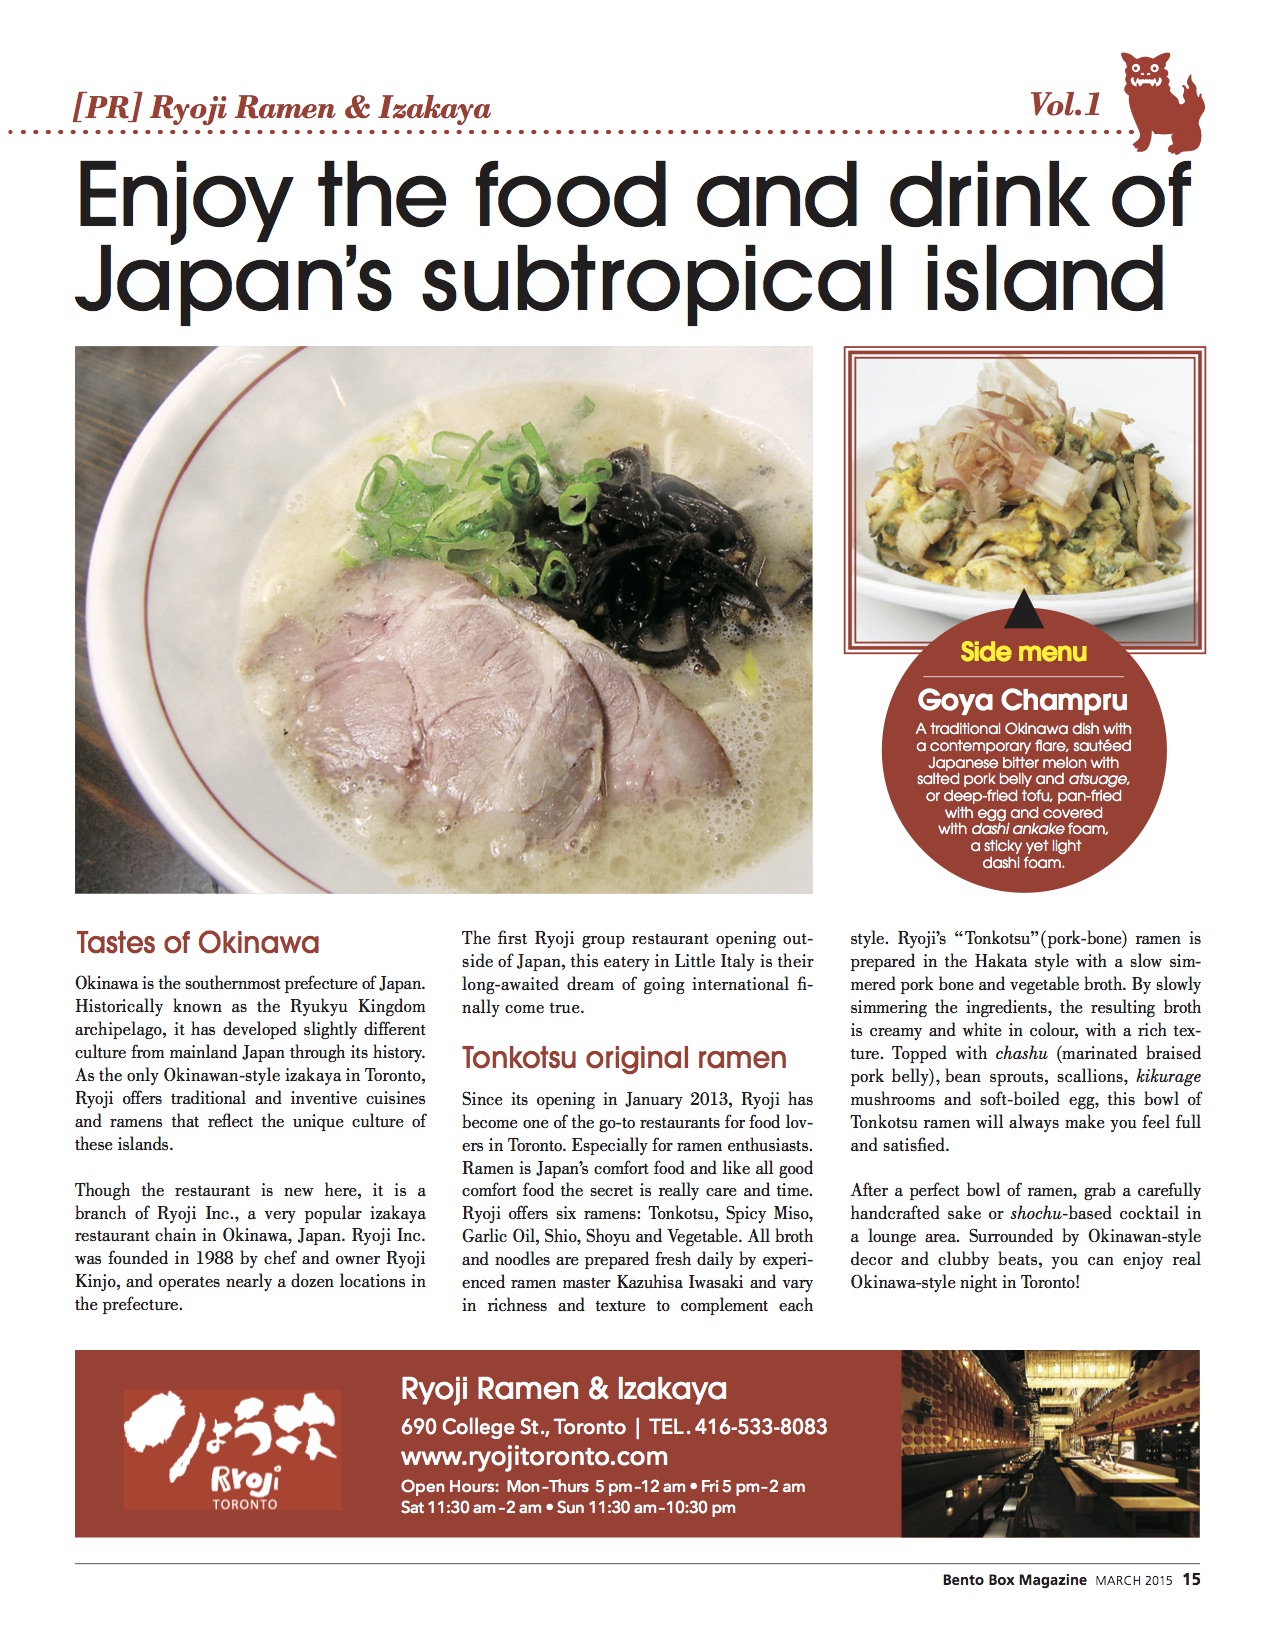 [PR] Ryoji Ramen & Izakaya
Vol.1
Enjoy the food and drink of
Japan's subtropical island
Side menu
Goya Champru
A traditional Okinawa dish with
a contemporary flare, sautéed
Japanese bitter melon with
salted pork belly and atsuage,
or deep-fried tofu, pan-fried
with egg and covered
with dashi ankake foam,
a sticky yet light
dashi foam.
Tastes of Okinawa
Okinawa is the southernmost prefecture of Japan.
Historically known as the Ryukyu Kingdom
archipelago, it has developed slightly different
culture from mainland Japan through its history.
As the only Okinawan-style izakaya in Toronto,
Ryoji offers traditional and inventive cuisines
and ramens that reflect the unique culture of
these islands.
Though the restaurant is new here, it is a
branch of Ryoji Inc., a very popular izakaya
restaurant chain in Okinawa, Japan. Ryoji Inc.
was founded in 1988 by chef and owner Ryoji
Kinjo, and operates nearly a dozen locations in
the prefecture.
The first Ryoji group restaurant opening out-
side of Japan, this eatery in Little Italy is their
long-awaited dream of going international fi-
nally come true.
Tonkotsu original ramen
Since its opening in January 2013, Ryoji has
become one of the go-to restaurants for food lov-
ers in Toronto. Especially for ramen enthusiasts.
Ramen is Japan's comfort food and like all good
comfort food the secret is really care and time.
Ryoji offers six ramens: Tonkotsu, Spicy Miso,
Garlic Oil, Shio, Shoyu and Vegetable. All broth
and noodles are prepared fresh daily by experi-
enced ramen master Kazuhisa Iwasaki and vary
in richness and texture to complement each
style. Ryoji's "Tonkotsu"(pork-bone) ramen is
prepared in the Hakata style with a slow sim-
mered pork bone and vegetable broth. By slowly
simmering the ingredients, the resulting broth
is creamy and white in colour, with a rich tex-
ture. Topped with chashu (marinated braised
pork belly), bean sprouts, scallions, kikurage
mushrooms and soft-boiled egg, this bowl of
Tonkotsu ramen will always make you feel full
and satisfied.
After a perfect bowl of ramen, grab a carefully
handcrafted sake or shochu-based cocktail in
a lounge area. Surrounded by Okinawan-style
decor and clubby beats, you can enjoy real
Okinawa-style night in Toronto!
りょう次
Ryoji
TORONTO
Ryoji Ramen & Izakaya
690 College St., Toronto | TEL. 416-533-8083
www.ryojitoronto.com
Open Hours: Mon-Thurs 5 pm-12 am • Fri 5 pm-2 am
Sat 11:30 am-2 am • Sun 11:30 am-10:30 pm
Bento Box Magazine MARCH 2015 15